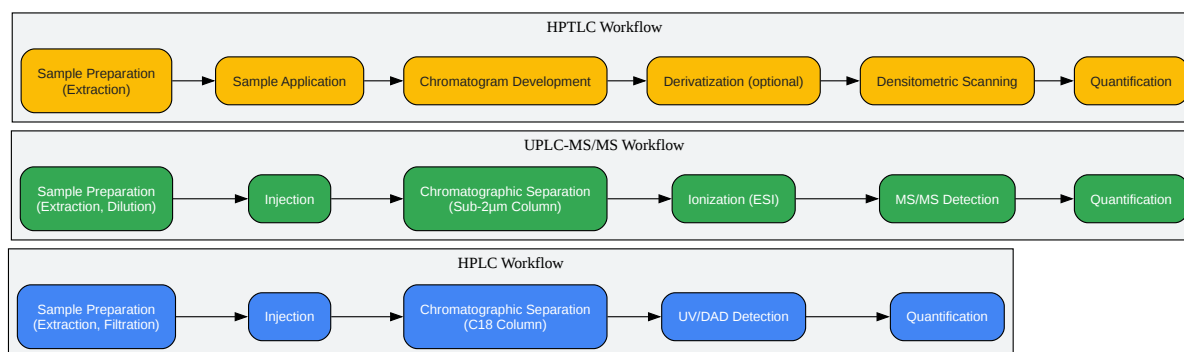 HPTLC Workflow
Sample Preparation
(Extraction)
Sample Application
Chromatogram Development
Derivatization (optional)
Densitometric Scanning
Quantification
UPLC-MS/MS Workflow
Sample Preparation
(Extraction, Dilution)
Injection
Chromatographic Separation
(Sub-2μm Column)
Ionization (ESI)
MS/MS Detection
Quantification
HPLC Workflow
Sample Preparation
(Extraction, Filtration)
Injection
Chromatographic Separation
(C18 Column)
UV/DAD Detection
Quantification